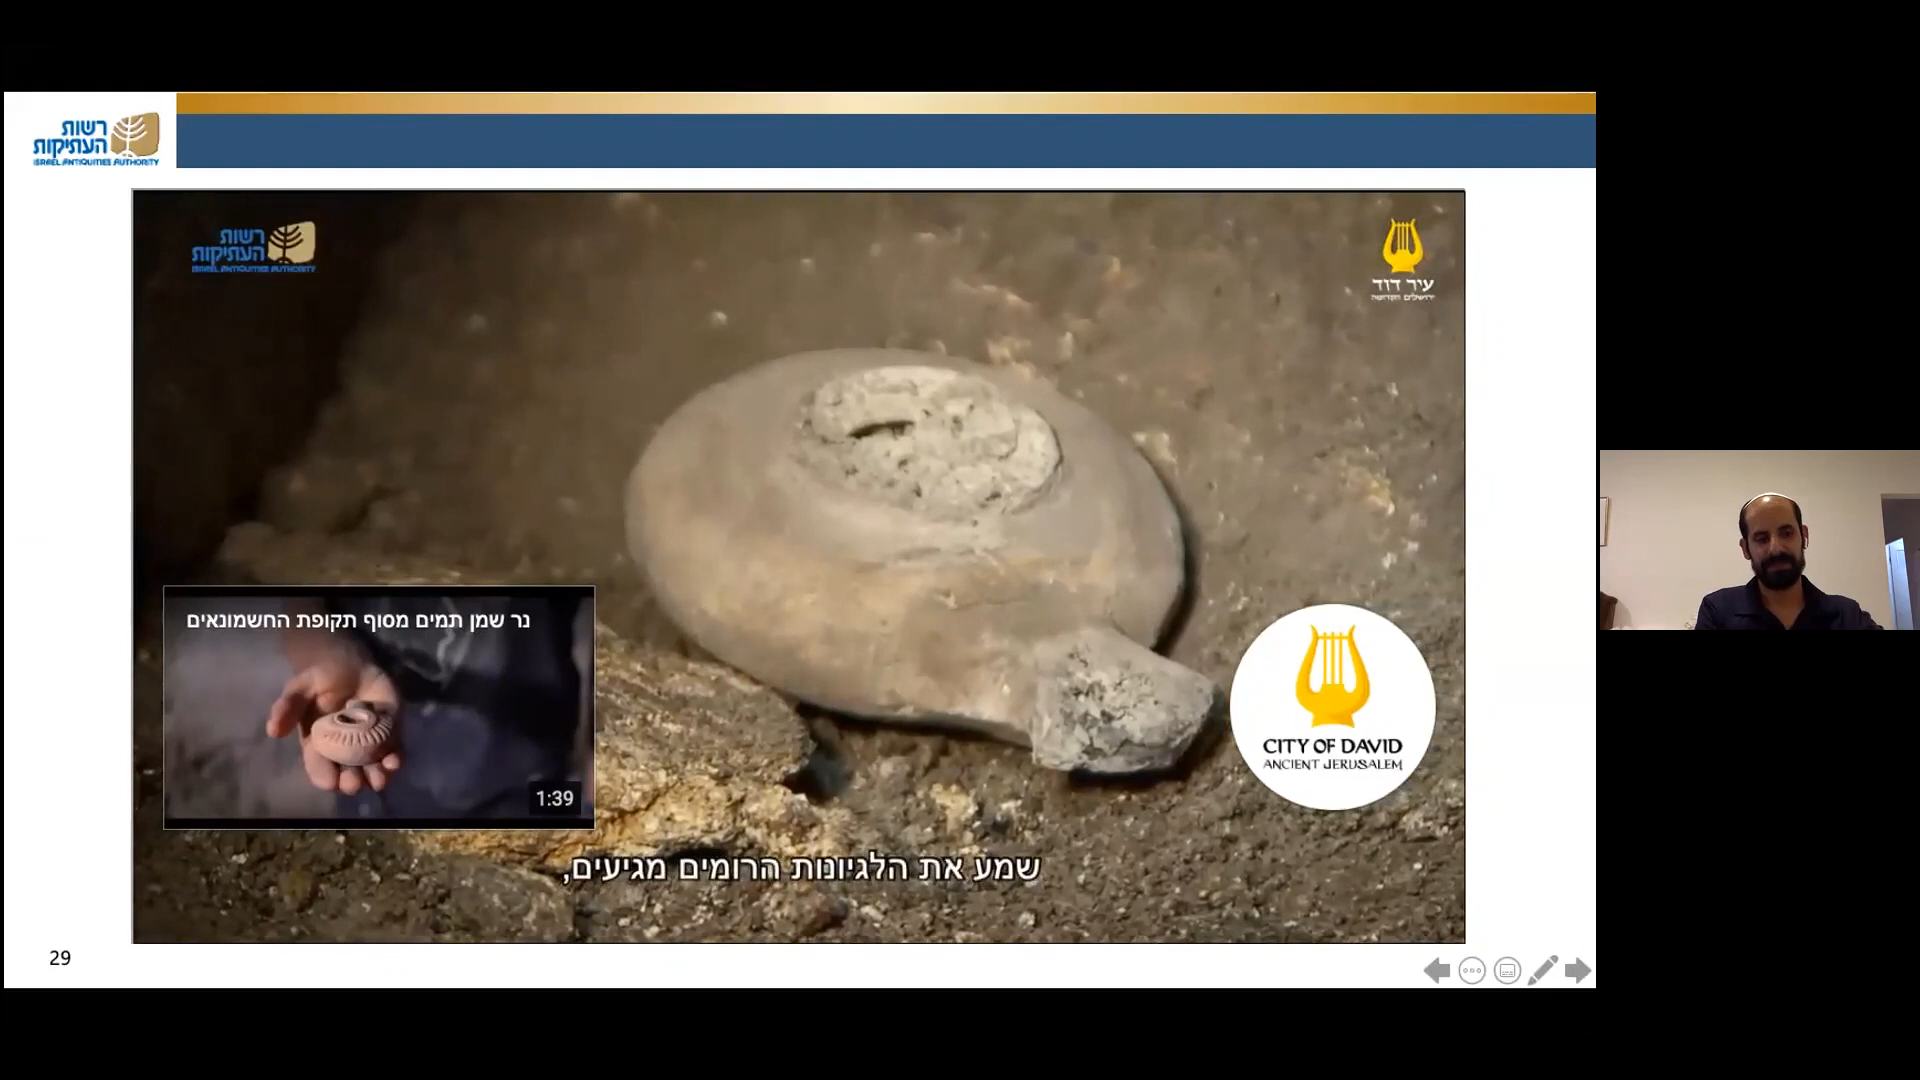 רשות
העתיקות
ISRAEL ANTIQUITIES AUTHORITY
רשות
העתיקות
ISRAEL ANTIQUITIES AUTHORITY
עיר דוד
ירושלים הקדומה
נר שמן תמים מסוף תקופת החשמונאים
1:39
CITY OF DAVID
ANCIENT JERUSALEM
שמע את הלגיונות הרומים מגיעים,
29